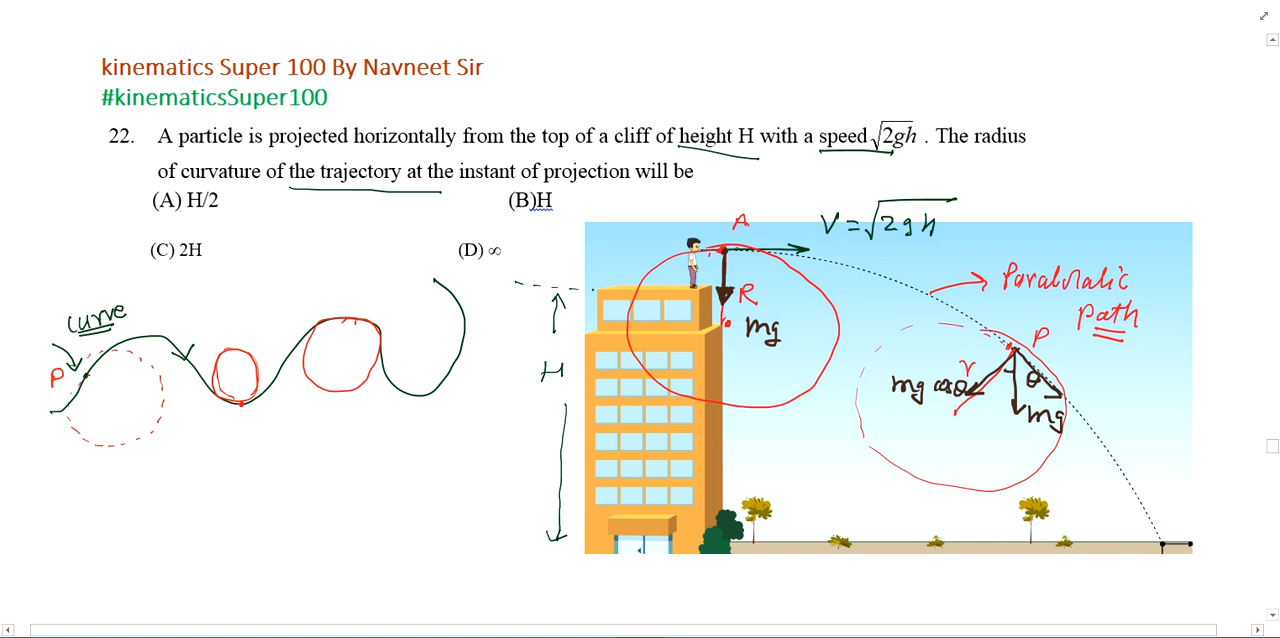 kinematics Super 100 By Navneet Sir
#kinematicsSuper100
22. A particle is projected horizontally from the top of a cliff of height H with a speed √2gh . The radius
of curvature of the trajectory at the instant of projection will be
(A) H/2
(B)H
(C) 2H
(D) ∞
A
V = √2gh
R
mg
Parabolalic
Path
P
r
mg cosθ
θ
mg
curve
P
H